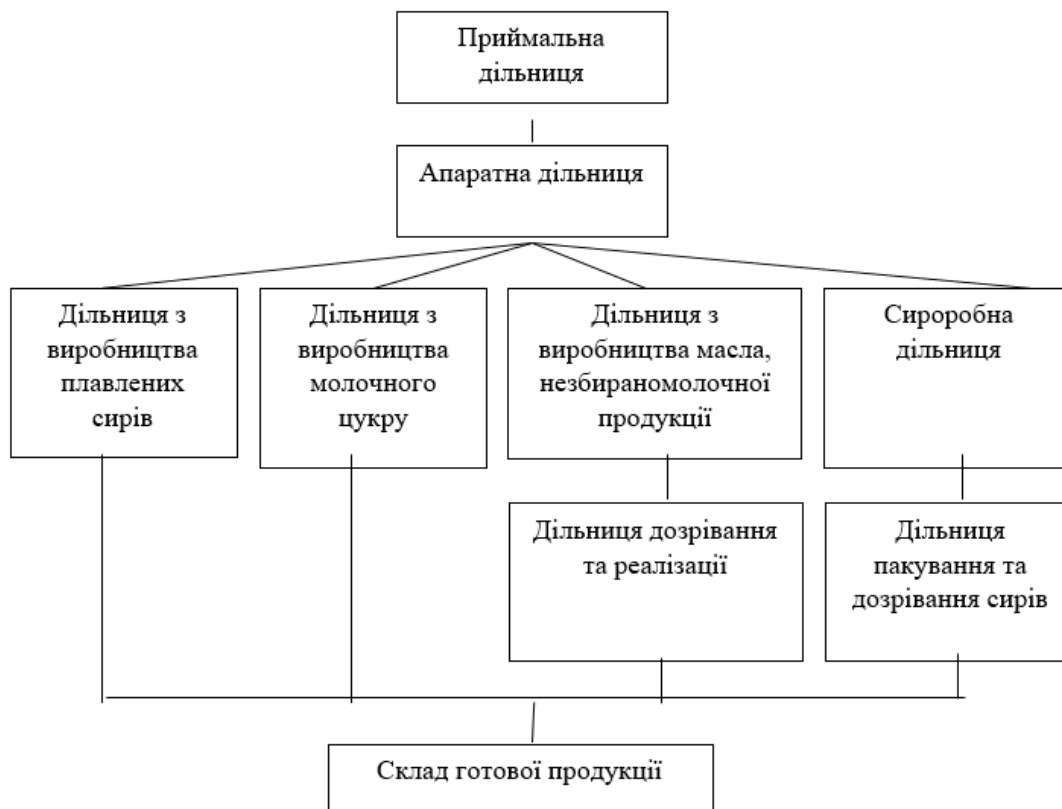 Приймальна
дільниця
Апаратна дільниця
Дільниця з
виробництва
плавлених
сирів
Дільниця з
виробництва
молочного
цукру
Дільниця з
виробництва масла,
незбираномолочної
продукції
Сироробна
дільниця
Дільниця дозрівання
та реалізації
Дільниця
пакування та
дозрівання сирів
Склад готової продукції